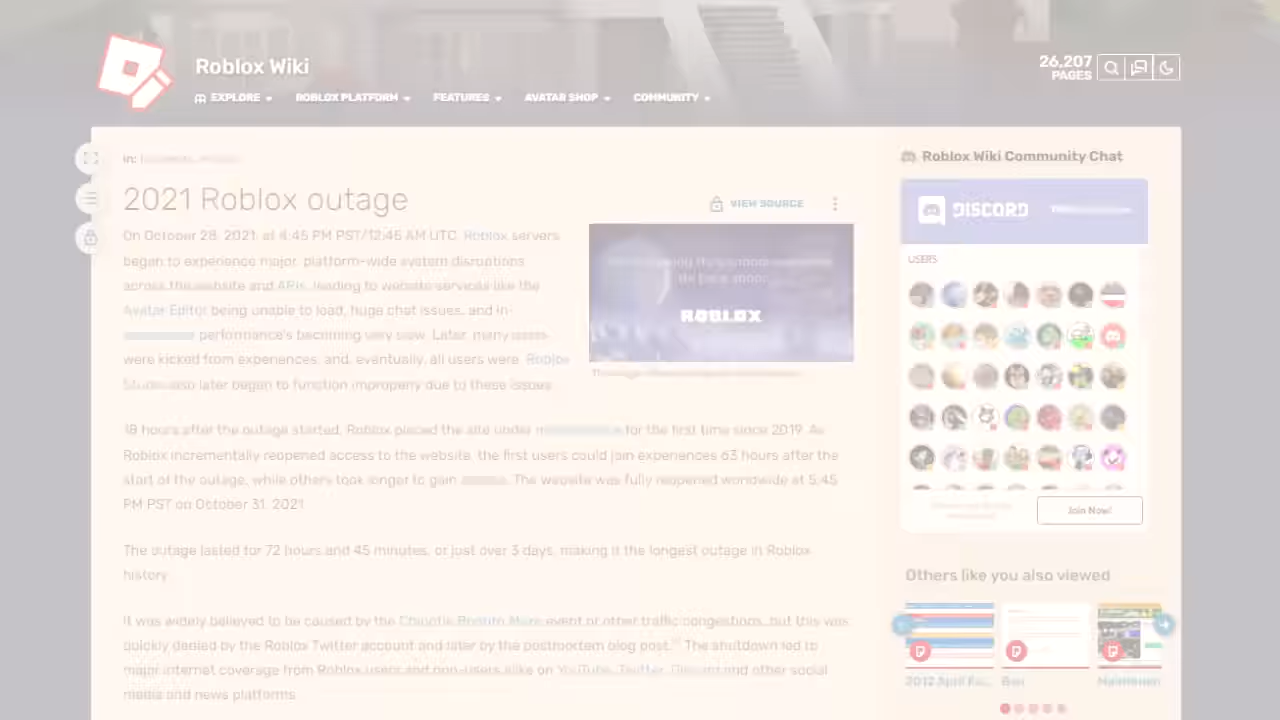 Roblox Wiki
26,207
PAGES
EXPLORE
ROBLOX PLATFORM
FEATURES
AVATAR SHOP
COMMUNITY
in:
2021 Roblox outage
VIEW SOURCE
On October 28, 2021, at 4:45 PM PST/12:45 AM UTC, Roblox servers
began to experience major, platform-wide system disruptions
across the website and APIs, leading to website services like the
Avatar Editor being unable to load, huge chat issues, and in-
performance's becoming very slow. Later, many users
were kicked from experiences, and, eventually, all users were. Roblox
Studio also later began to function improperly due to these issues.
ROBLOX
18 hours after the outage started, Roblox placed the site under for the first time since 2019. As
Roblox incrementally reopened access to the website, the first users could join experiences 63 hours after the
start of the outage, while others took longer to gain The website was fully reopened worldwide at 5:45
PM PST on October 31, 2021.
The outage lasted for 72 hours and 45 minutes, or just over 3 days, making it the longest outage in Roblox
history.
It was widely to be caused by the event or other traffic congestions, but this was
quickly denied by the Roblox Twitter account and later by the postmortem blog post. The shutdown led to
major internet coverage from Roblox users and non-users alike on YouTube, Twitter, Discord and other social
media and news platforms.
Roblox Wiki Community Chat
DISCORD
USERS
Join Now!
Others like you also viewed
2012 April Fo...
Ban